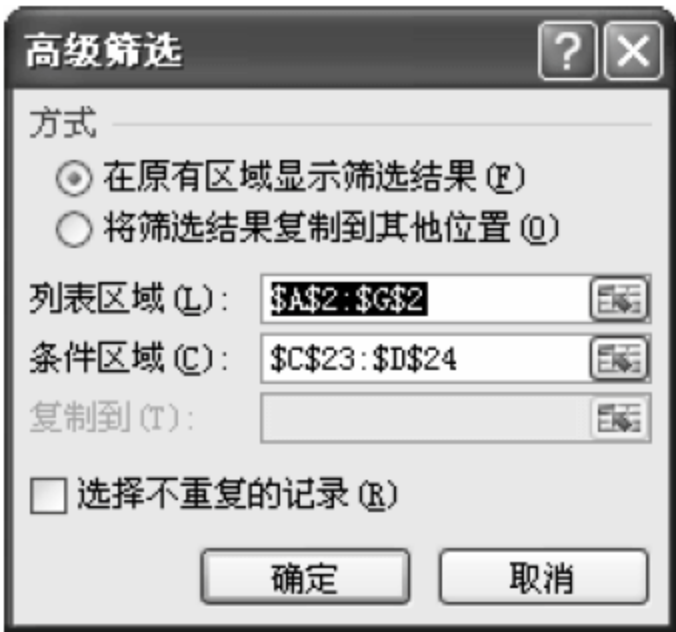 高级筛选
方式
在原有区域显示筛选结果(F)
将筛选结果复制到其他位置(O)
列表区域(L): $A$2:$G$2
条件区域(C): $C$23:$D$24
复制到(T):
选择不重复的记录(R)
确定 取消